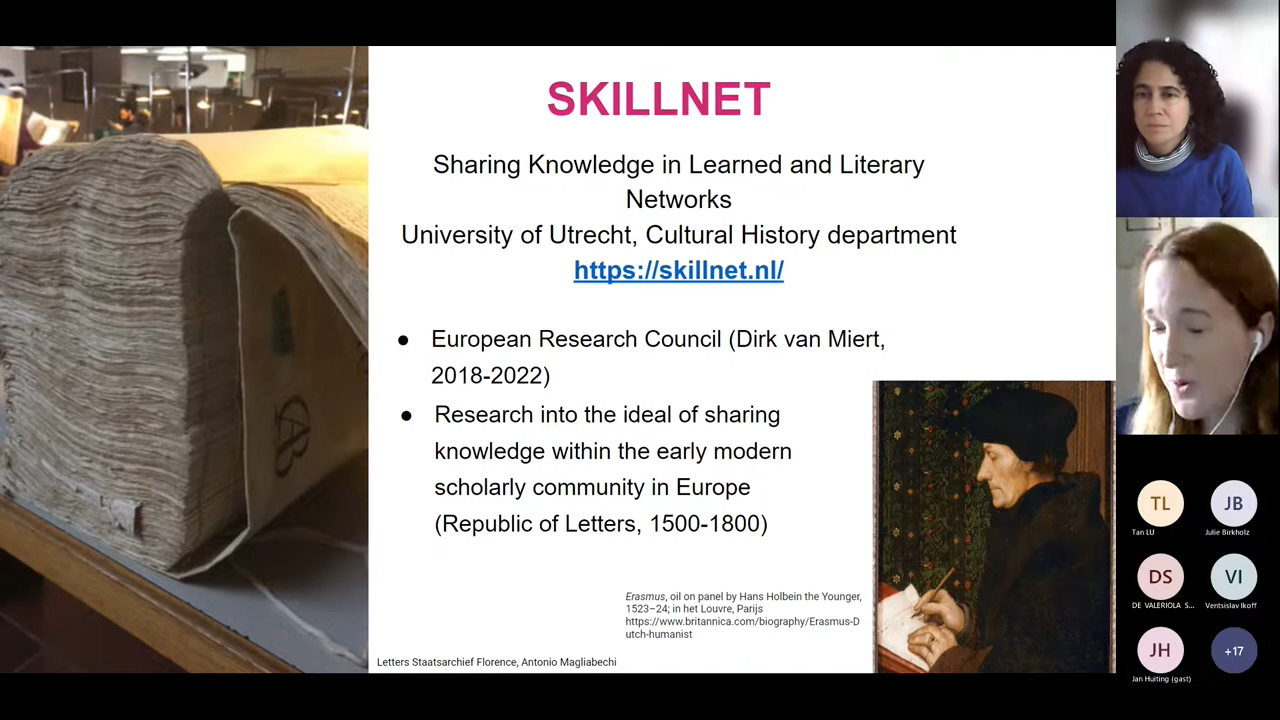 SKILLNET
Sharing Knowledge in Learned and Literary
Networks
University of Utrecht, Cultural History department
https://skillnet.nl/
● European Research Council (Dirk van Miert,
2018-2022)
● Research into the ideal of sharing
knowledge within the early modern
scholarly community in Europe
(Republic of Letters, 1500-1800)
Erasmus, oil on panel by Hans Holbein the Younger,
1523–24; in het Louvre, Parijs
https://www.britannica.com/biography/Erasmus-D
utch-humanist
Letters Staatsarchief Florence, Antonio Magliabechi
TL
Tan LU
JB
Julie Birkholz
DS
DE VALERIOLA S...
VI
Ventsislav Ikoff
JH
Jan Huiting (gast)
+17